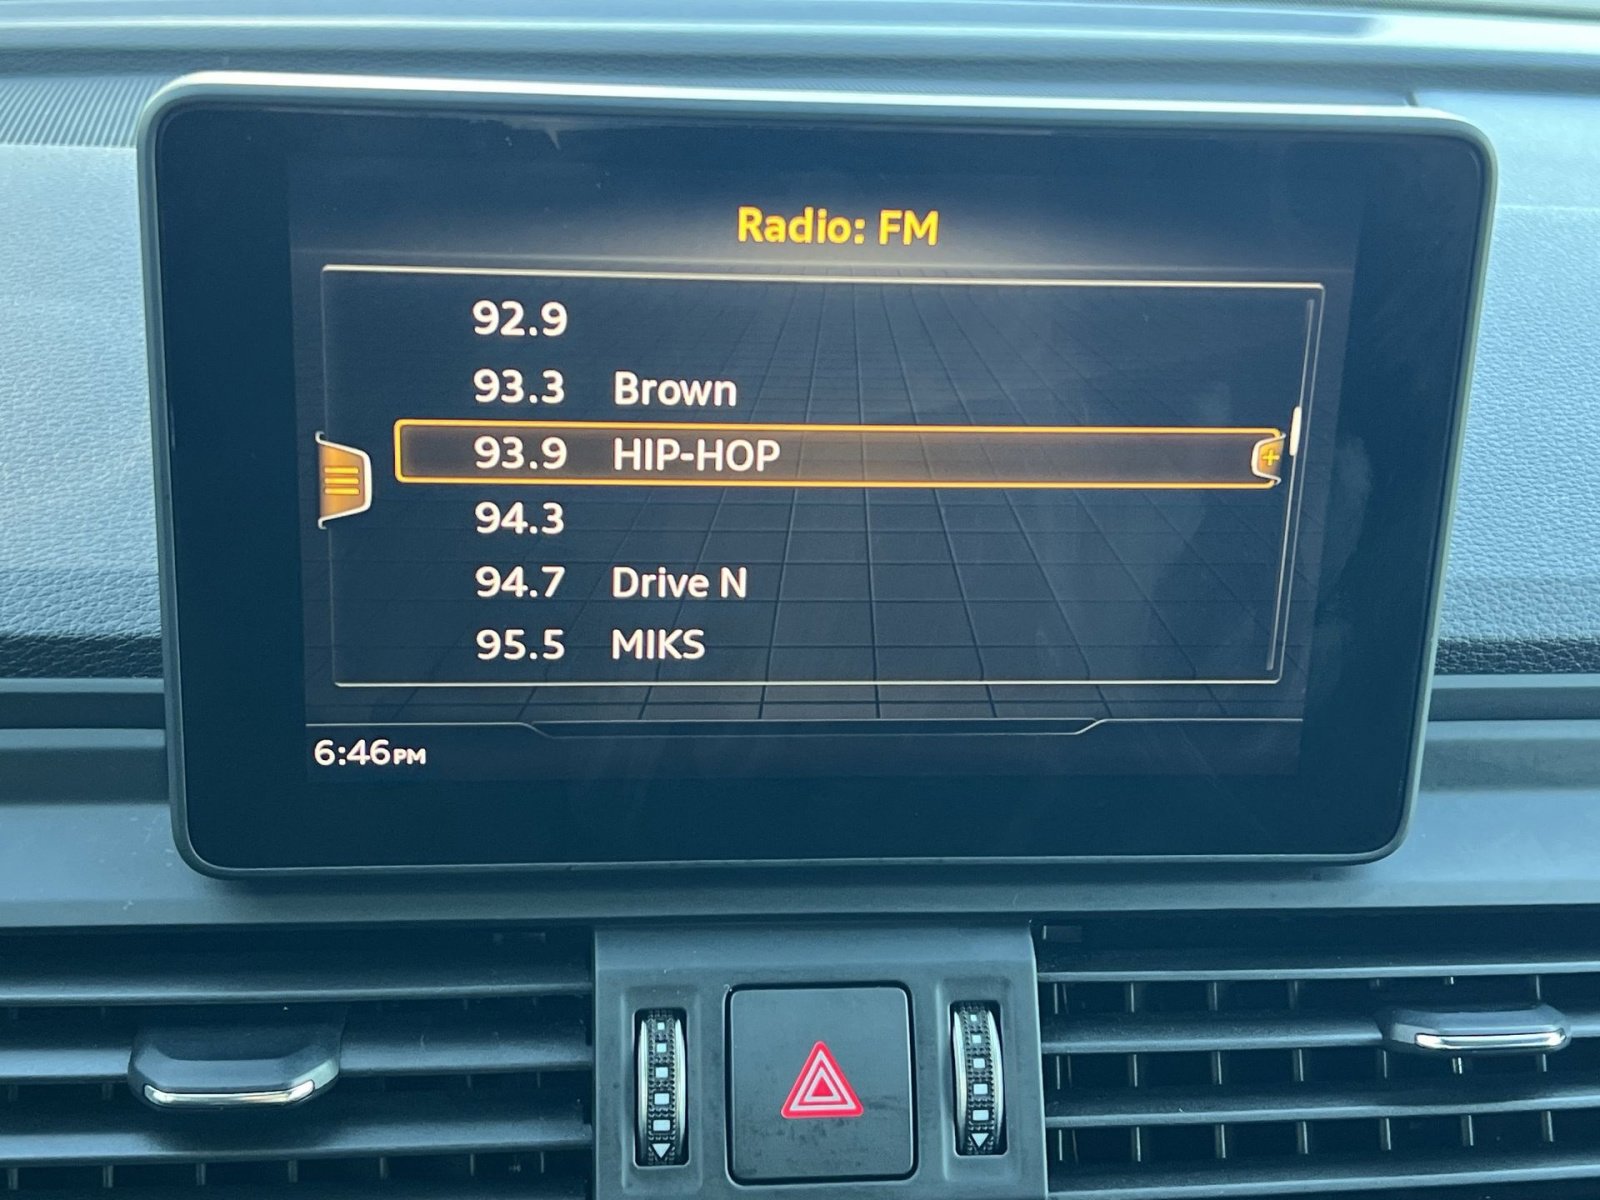 Radio: FM
92.9
93.3 Brown
93.9 HIP-HOP
94.3
94.7 Drive N
95.5 MIKS
6:46PM